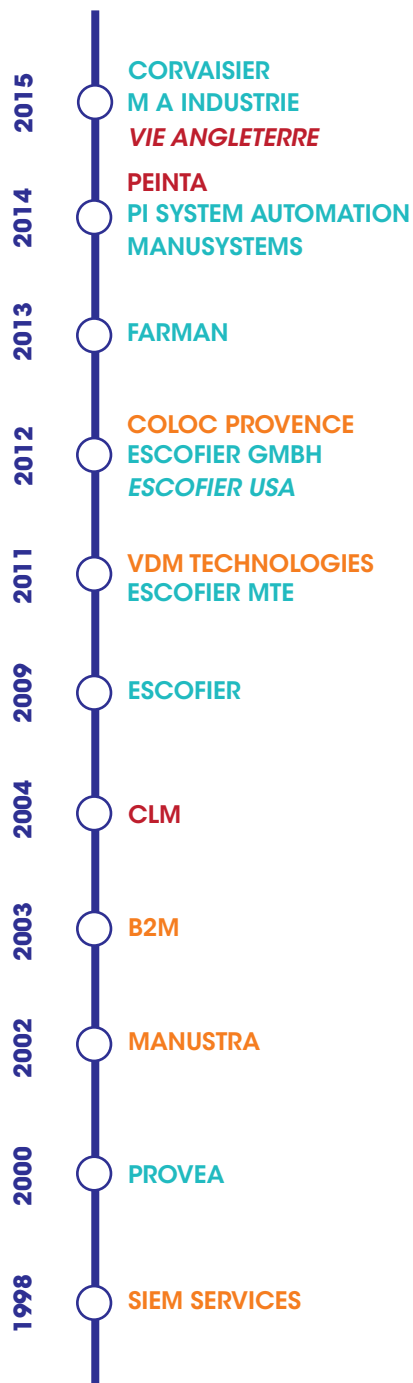 2015
CORVAISIER
M A INDUSTRIE
VIE ANGLETERRE
2014
PEINTA
PI SYSTEM AUTOMATION
MANUSYSTEMS
2013
FARMAN
2012
COLOC PROVENCE
ESCOFIER GMBH
ESCOFIER USA
2011
VDM TECHNOLOGIES
ESCOFIER MTE
2009
ESCOFIER
2004
CLM
2003
B2M
2002
MANUSTRA
2000
PROVEA
1998
SIEM SERVICES